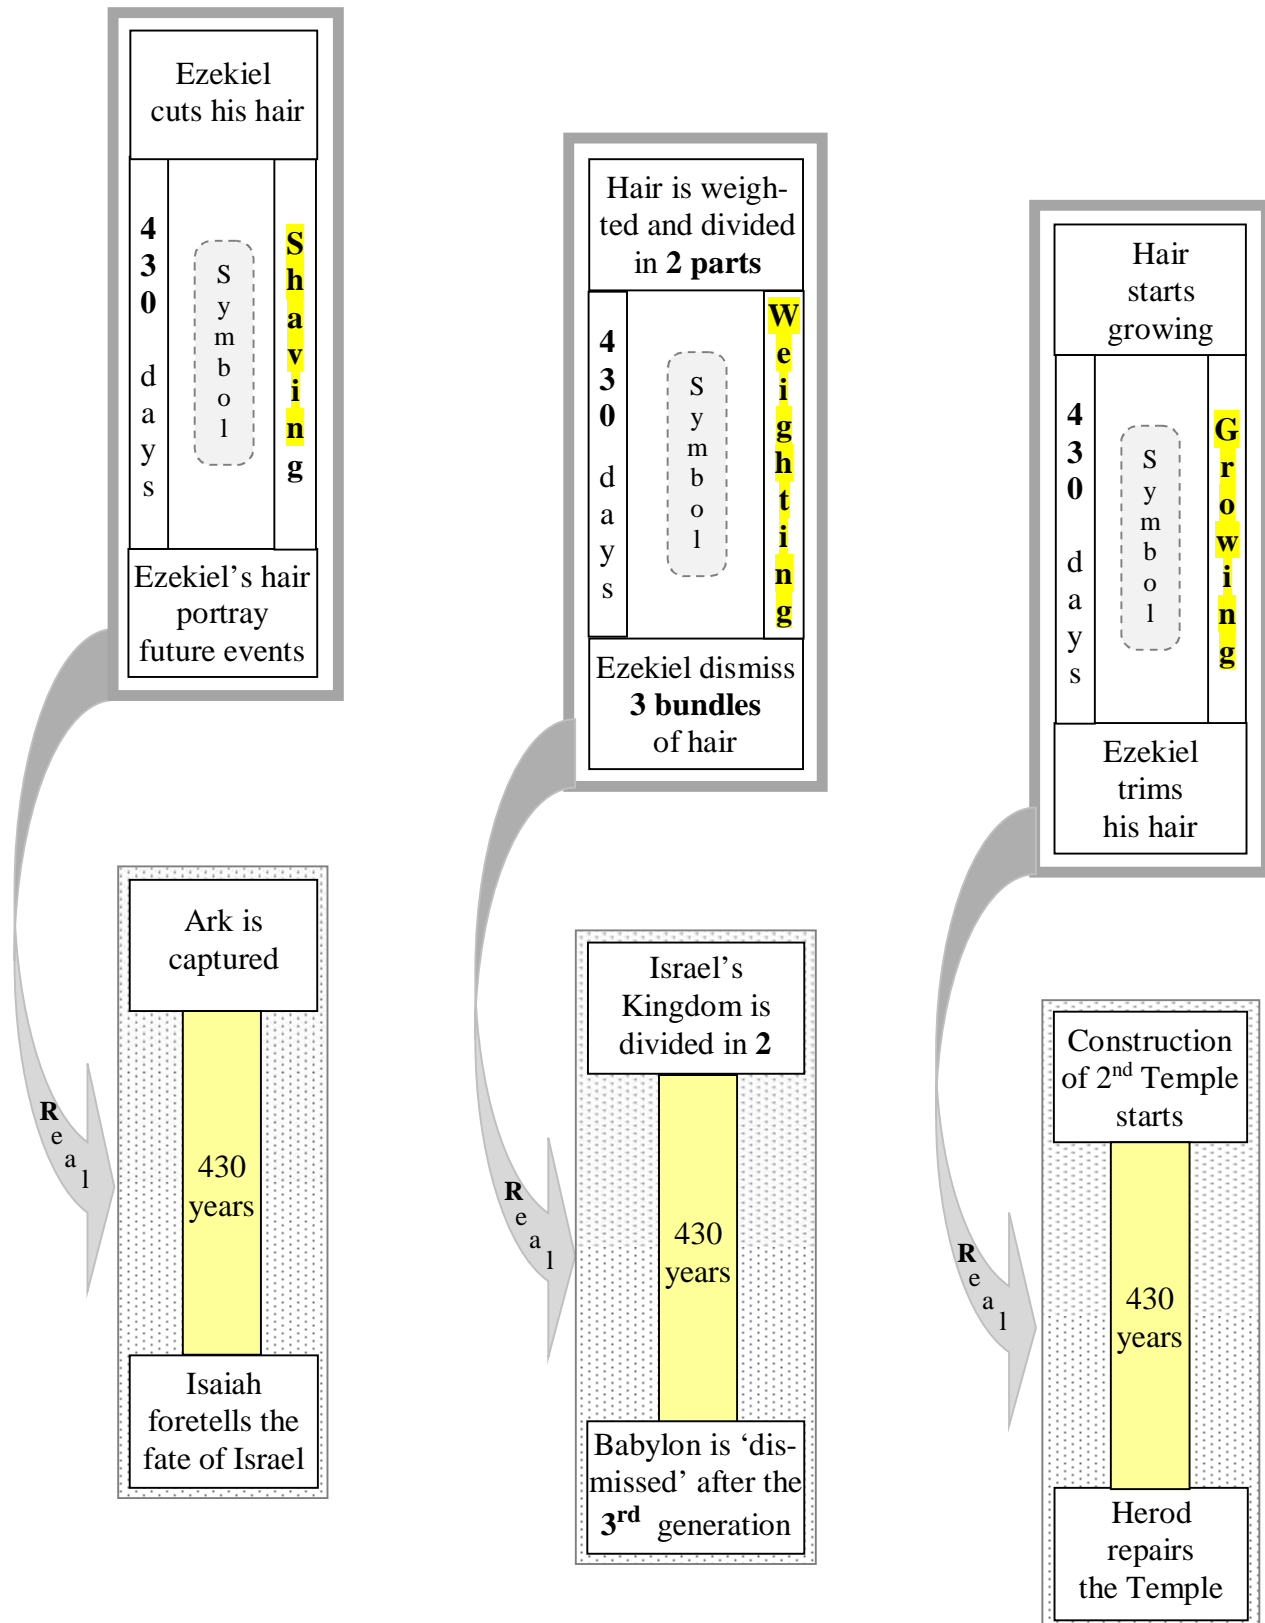 Ezekiel
cuts his hair
430 days
Symbol
Shaving
Ezekiel’s hair
portray
future events
Real
Ark is
captured
430
years
Isaiah
foretells the
fate of Israel
Hair is weigh-
ted and divided
in 2 parts
430 days
Symbol
Weighting
Ezekiel dismiss
3 bundles
of hair
Real
Israel’s
Kingdom is
divided in 2
430
years
Babylon is ‘dis-
missed’ after the
3rd generation
Hair
starts
growing
430 days
Symbol
Growing
Ezekiel
trims
his hair
Real
Construction
of 2nd Temple
starts
430
years
Herod
repairs
the Temple